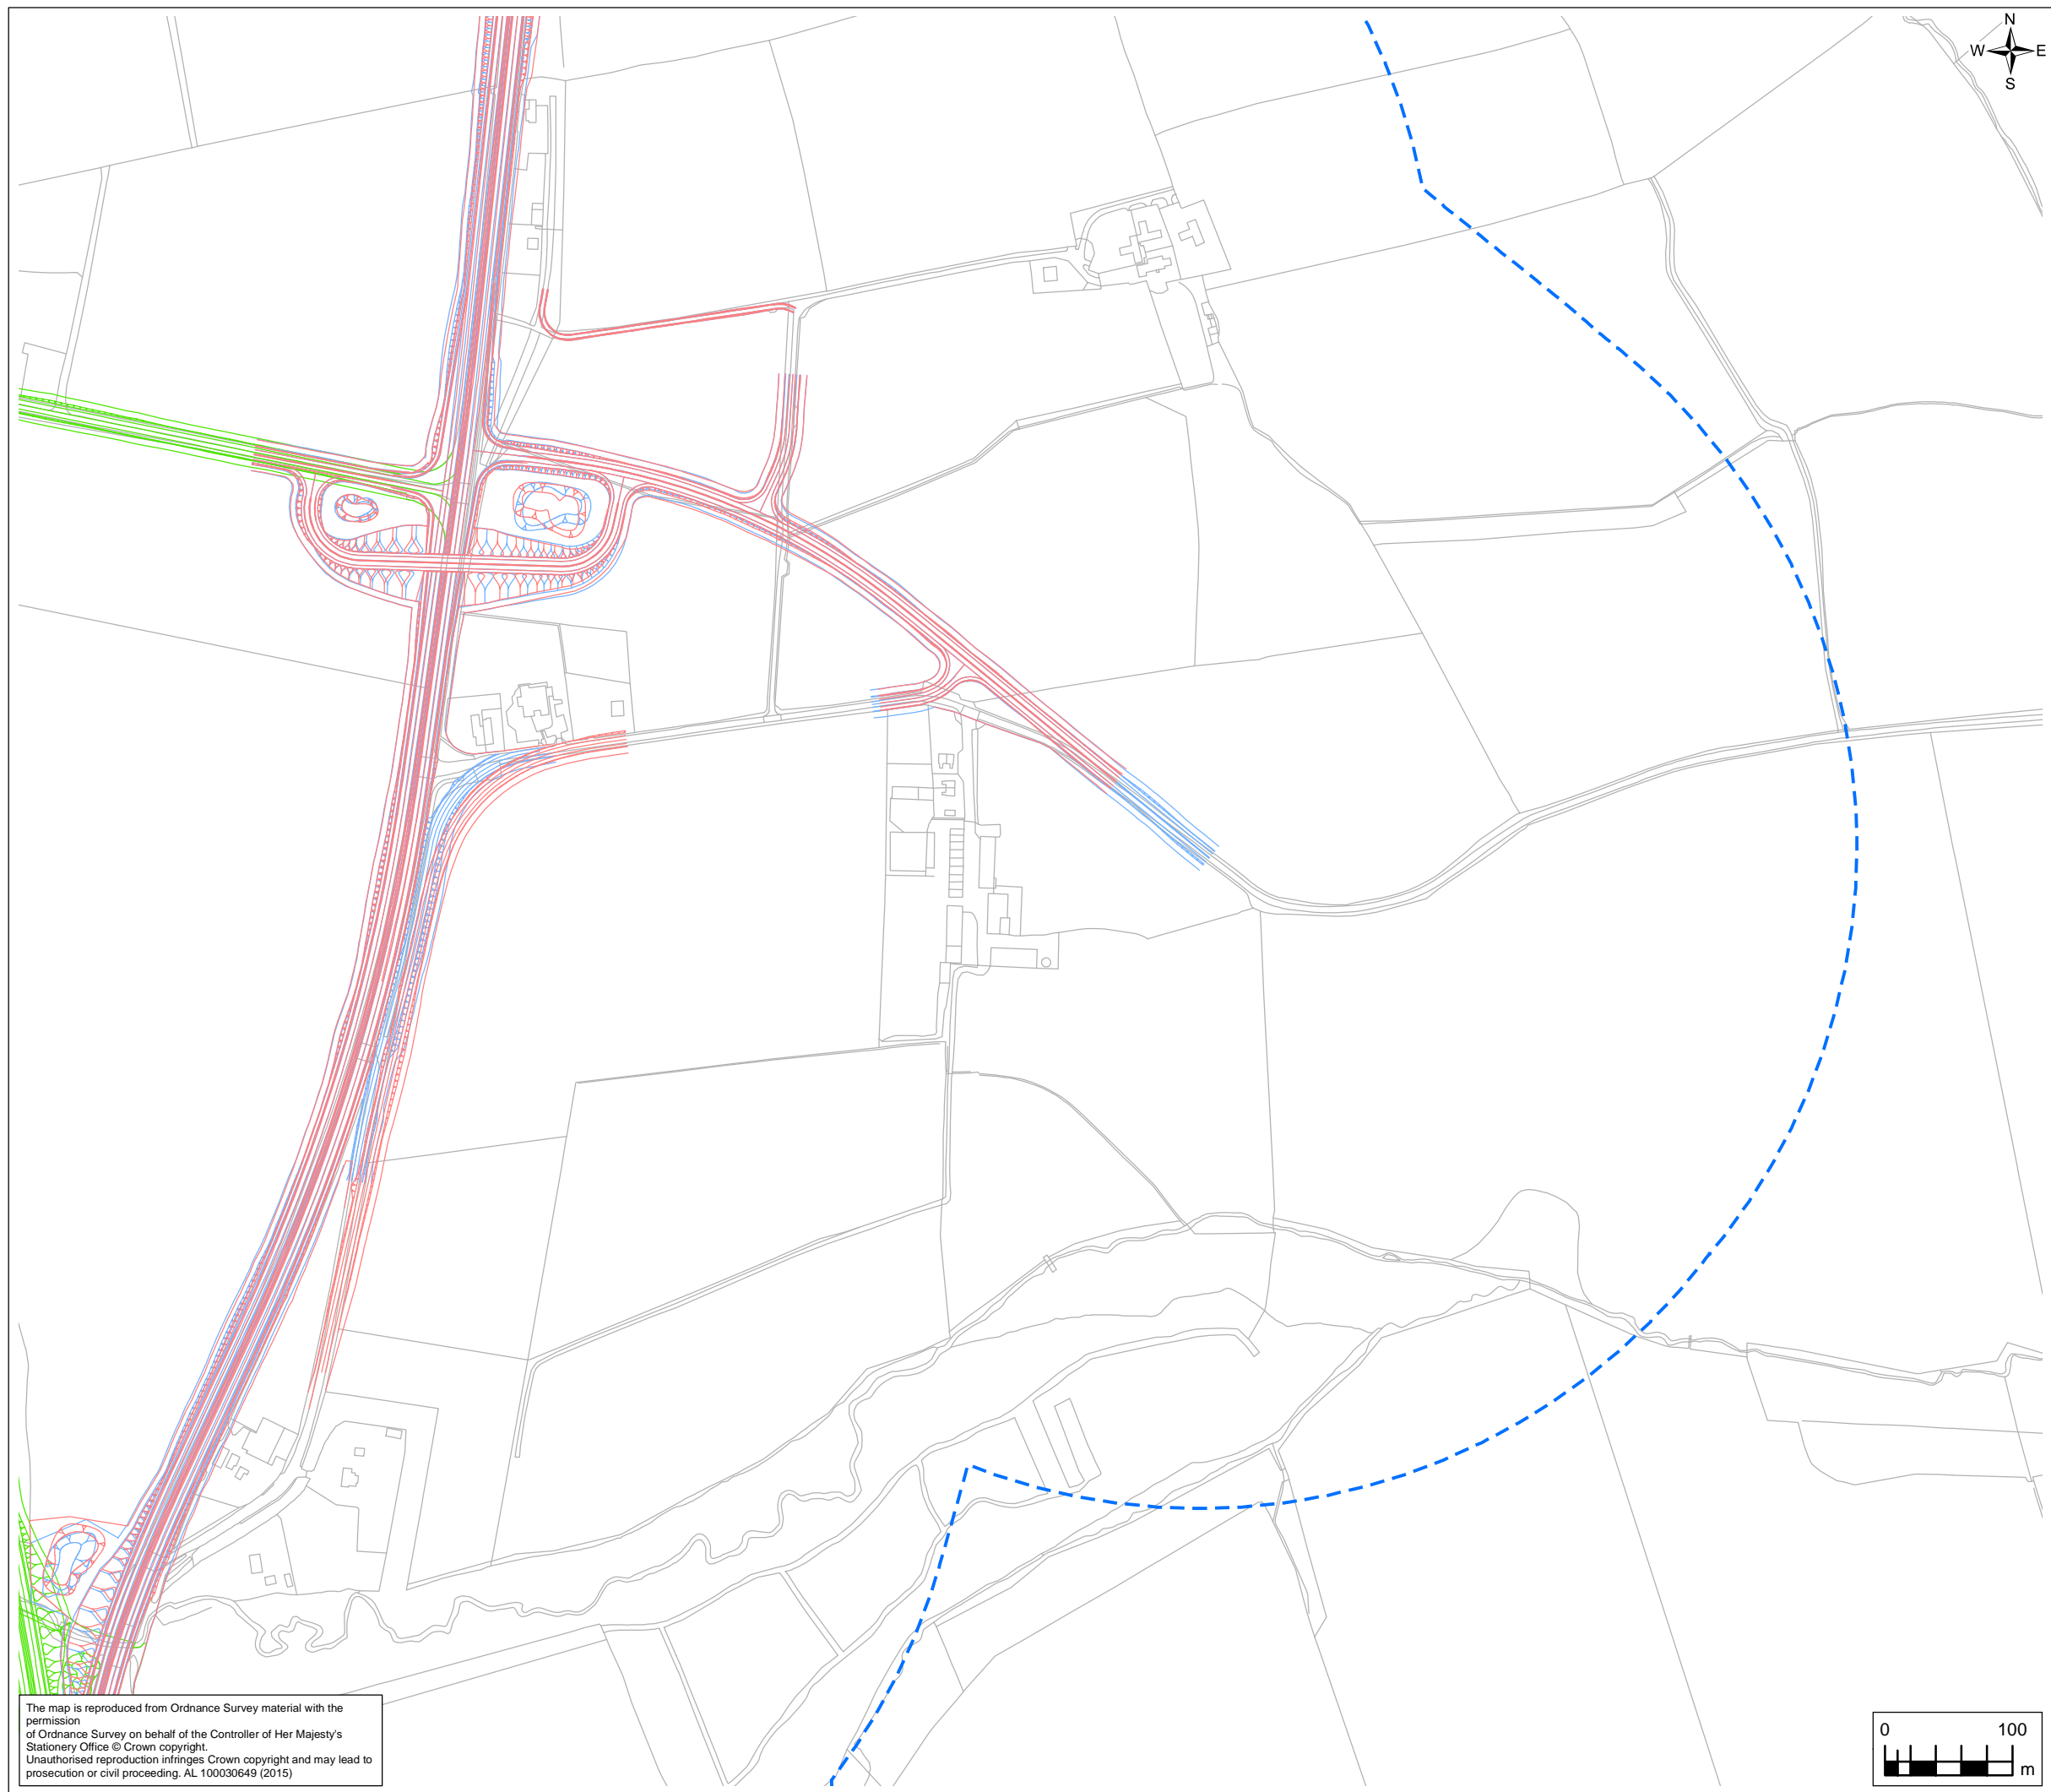 N
W E
S
The map is reproduced from Ordnance Survey material with the
permission
of Ordnance Survey on behalf of the Controller of Her Majesty's
Stationery Office © Crown copyright.
Unauthorised reproduction infringes Crown copyright and may lead to
prosecution or civil proceeding. AL 100030649 (2015)
0 100
m